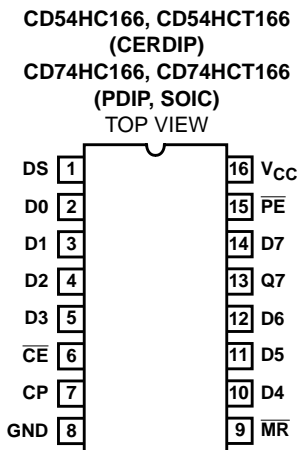 CD54HC166, CD54HCT166
(CERDIP)
CD74HC166, CD74HCT166
(PDIP, SOIC)
TOP VIEW
DS 1 16 VCC
D0 2 15 PE
D1 3 14 D7
D2 4 13 Q7
D3 5 12 D6
CE 6 11 D5
CP 7 10 D4
GND 8 9 MR